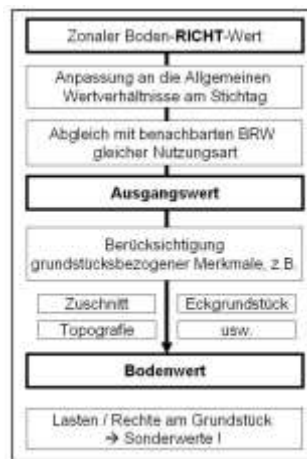 Zonaler Boden-RICHT-Wert
Anpassung an die Allgemeinen
Wertverhältnisse am Stichtag
Abgleich mit benachbarten BRW
gleicher Nutzungsart
Ausgangswert
Berücksichtigung
grundstücksbezogener Merkmale, z.B.
Zuschnitt
Eckgrundstück
Topografie
usw.
Bodenwert
Lasten / Rechte am Grundstück
→ Sonderwerte !